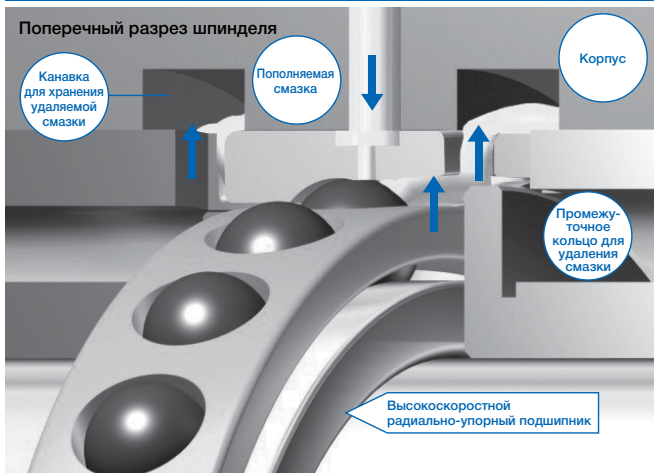 Поперечный разрез шпинделя
Канавка
для хранения
удаляемой
смазки
Пополняемая
смазка
Корпус
Промежу-
точное
кольцо для
удаления
смазки
Высокоскоростной
радиально-упорный подшипник